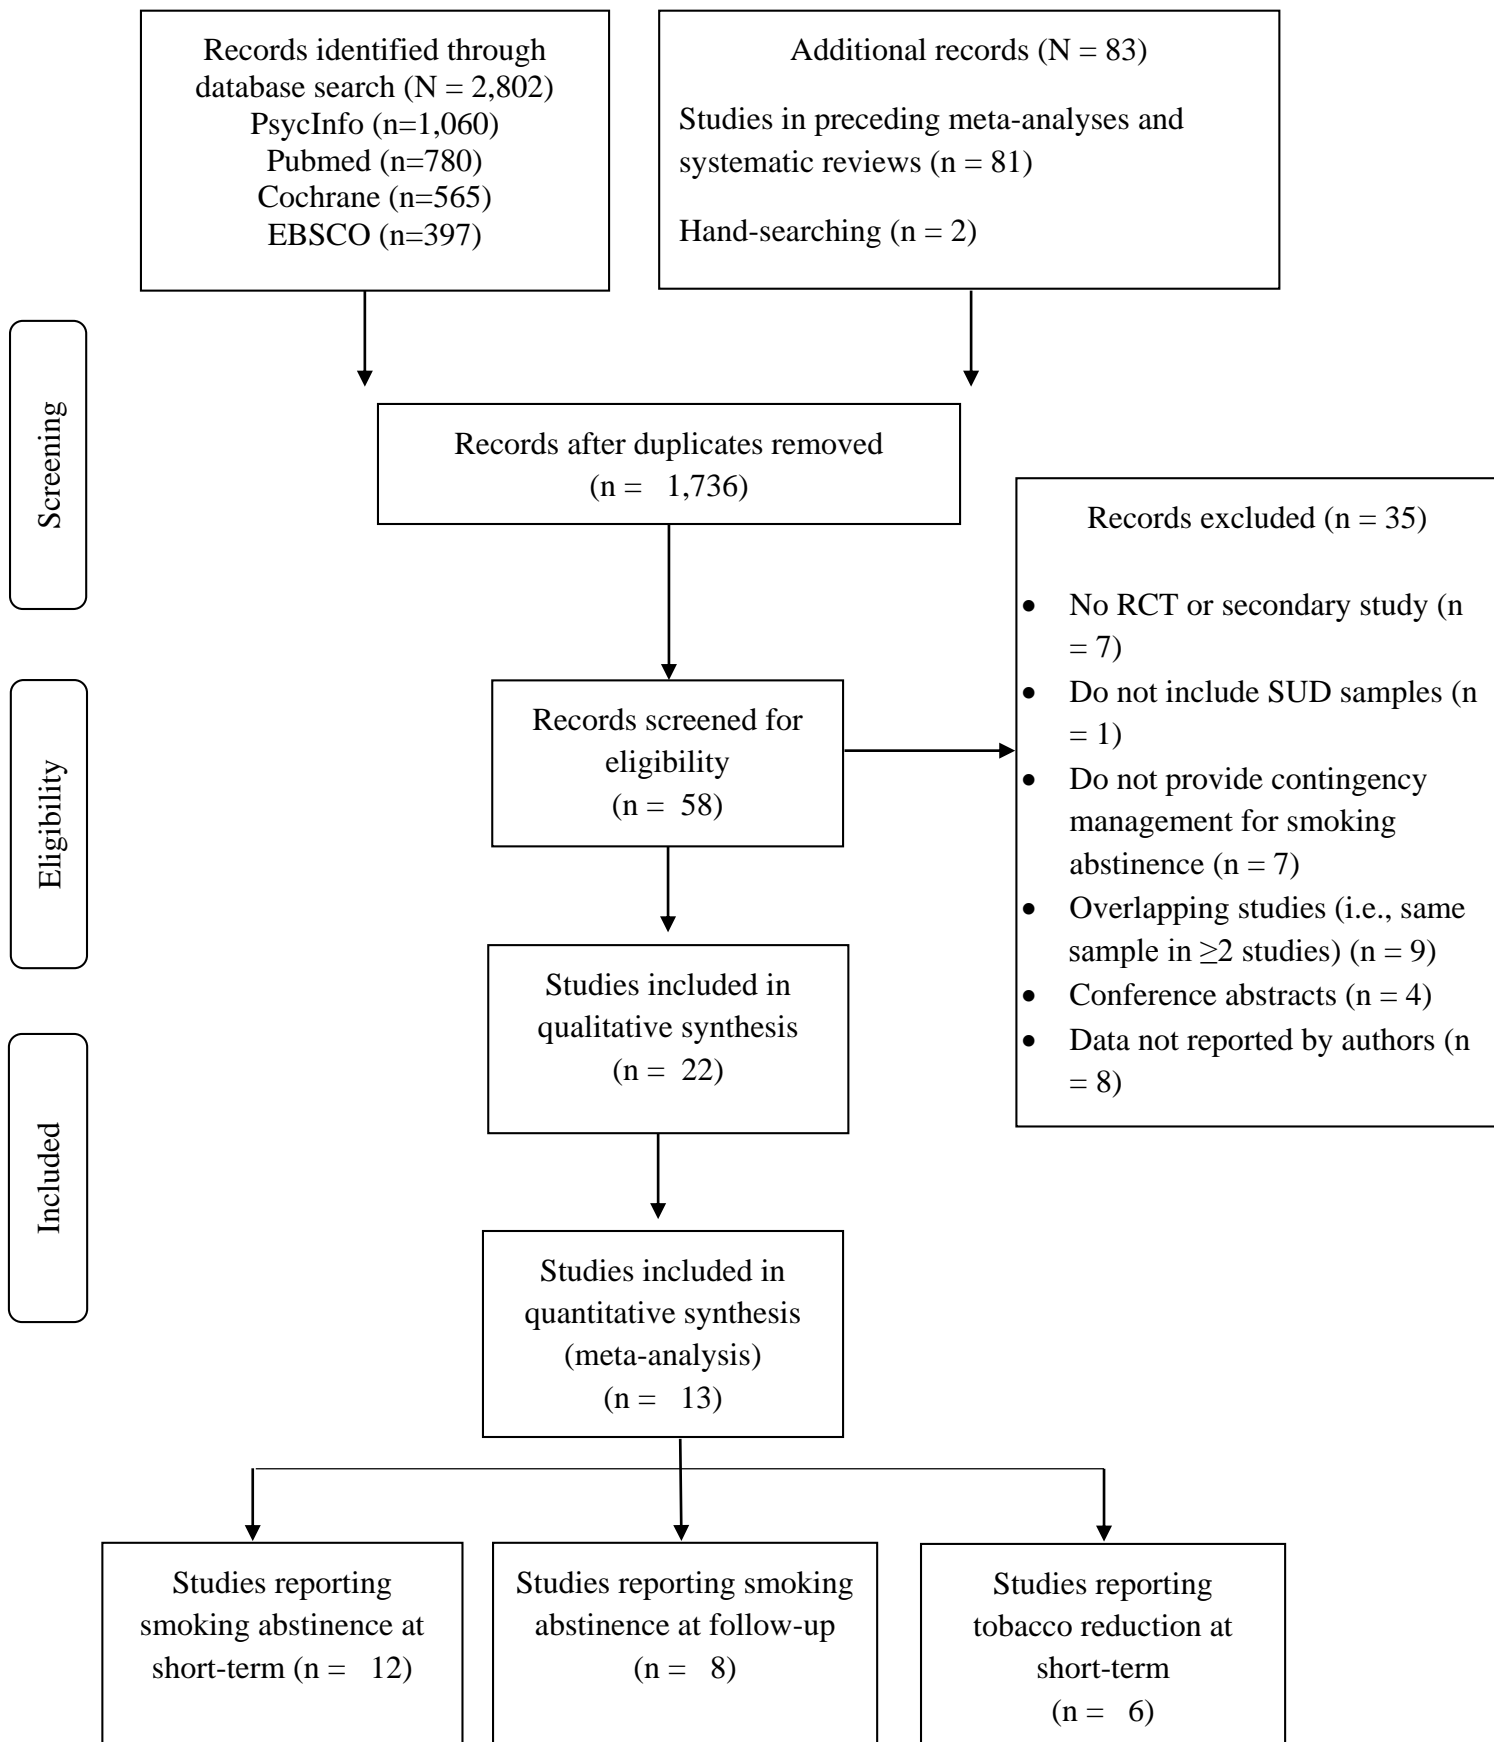 Records identified through
database search (N = 2,802)
PsycInfo (n=1,060)
Pubmed (n=780)
Cochrane (n=565)
EBSCO (n=397)
Additional records (N = 83)
Studies in preceding meta-analyses and
systematic reviews (n = 81)
Hand-searching (n = 2)
Screening
Records after duplicates removed
(n = 1,736)
Records excluded (n = 35)
• No RCT or secondary study (n
= 7)
• Do not include SUD samples (n
= 1)
• Do not provide contingency
management for smoking
abstinence (n = 7)
• Overlapping studies (i.e., same
sample in ≥2 studies) (n = 9)
• Conference abstracts (n = 4)
• Data not reported by authors (n
= 8)
Eligibility
Records screened for
eligibility
(n = 58)
Studies included in
qualitative synthesis
(n = 22)
Included
Studies included in
quantitative synthesis
(meta-analysis)
(n = 13)
Studies reporting
smoking abstinence at
short-term (n = 12)
Studies reporting smoking
abstinence at follow-up
(n = 8)
Studies reporting
tobacco reduction at
short-term
(n = 6)